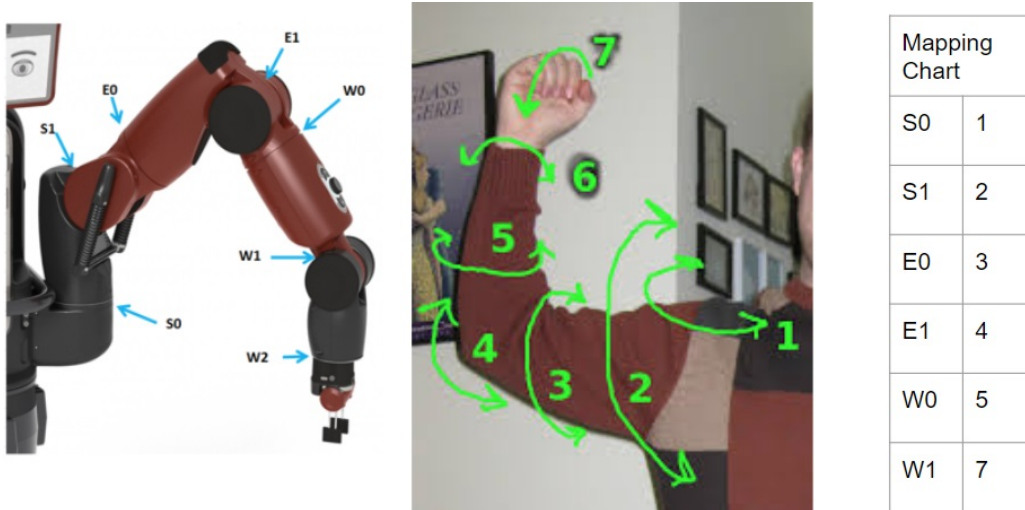 E1
E0
W0
S1
W1
S0
W2
7
GLASS
GERIE
6
5
1
4
3
2
Mapping
Chart
S0 1
S1 2
E0 3
E1 4
W0 5
W1 7